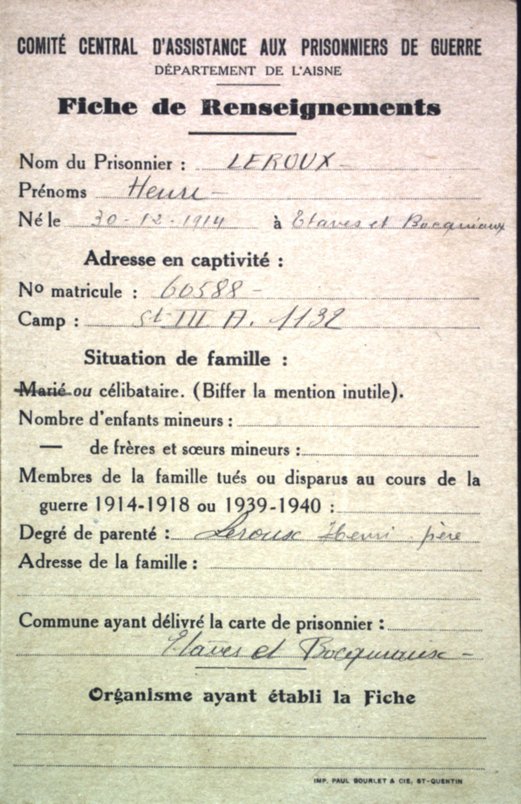 COMITÉ CENTRAL D'ASSISTANCE AUX PRISONNIERS DE GUERRE
DÉPARTEMENT DE L'AISNE
Fiche de Renseignements
Nom du Prisonnier : LEROUX -
Prénoms Henri -
Né le 30-12-1914 à Etaves et Bocquiaux
Adresse en captivité :
No matricule : 60588 -
Camp : St III A. 1132
Situation de famille :
Marié ou célibataire. (Biffer la mention inutile).
Nombre d'enfants mineurs :
— de frères et sœurs mineurs :
Membres de la famille tués ou disparus au cours de la
guerre 1914-1918 ou 1939-1940 :
Degré de parenté : Leroux Henri père
Adresse de la famille :
Commune ayant délivré la carte de prisonnier :
Etaves et Bocquiaux -
Organisme ayant établi la Fiche
IMP. PAUL GOURLET & CIE, ST-QUENTIN